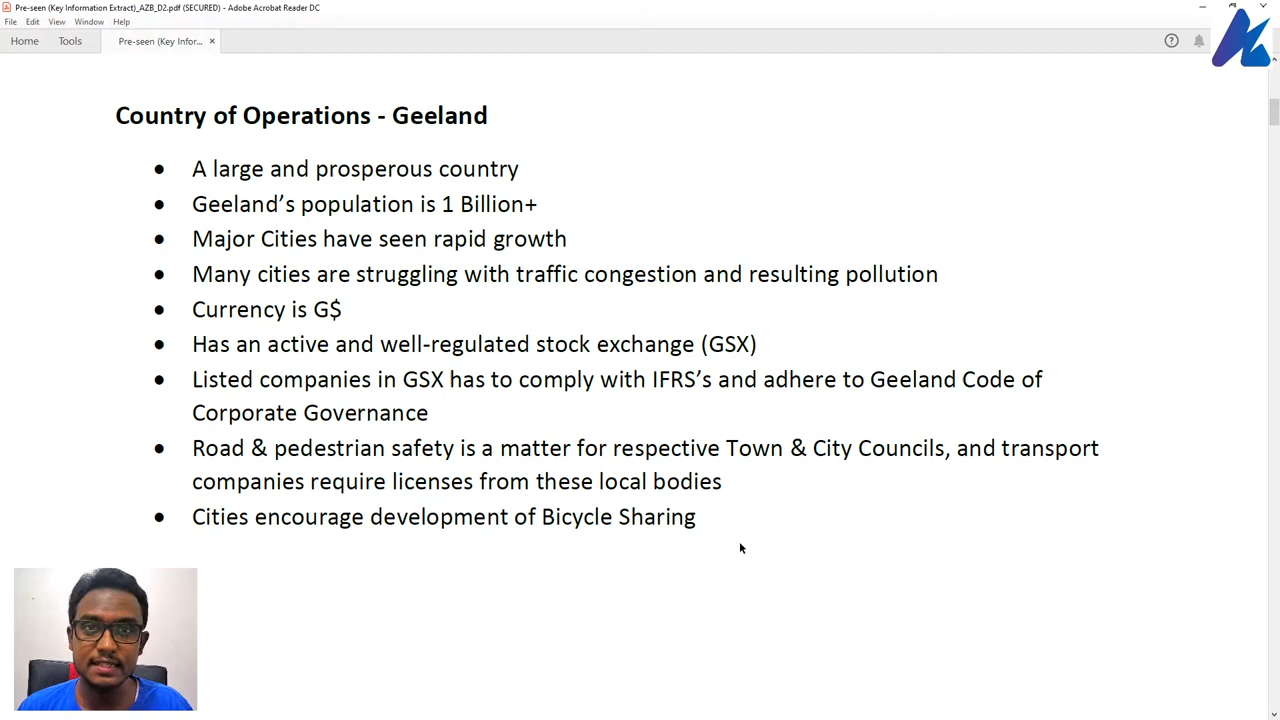 Pre-seen (Key Information Extract)_AZB_D2.pdf (SECURED) - Adobe Acrobat Reader DC
File Edit View Window Help
Home Tools Pre-seen (Key Infor... ×
Country of Operations - Geeland
• A large and prosperous country
• Geeland’s population is 1 Billion+
• Major Cities have seen rapid growth
• Many cities are struggling with traffic congestion and resulting pollution
• Currency is G$
• Has an active and well-regulated stock exchange (GSX)
• Listed companies in GSX has to comply with IFRS’s and adhere to Geeland Code of
Corporate Governance
• Road & pedestrian safety is a matter for respective Town & City Councils, and transport
companies require licenses from these local bodies
• Cities encourage development of Bicycle Sharing